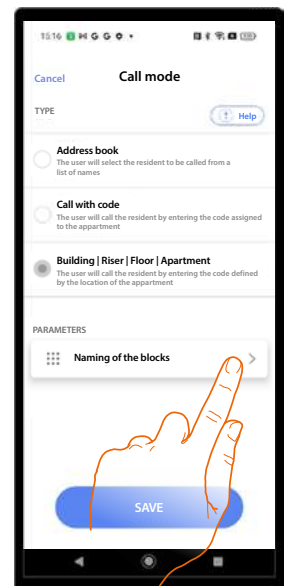 15:16
Cancel Call mode
TYPE
Help
Address book
The user will select the resident to be called from a
list of names
Call with code
The user will call the resident by entering the code assigned
to the appartment
Building | Riser | Floor | Apartment
The user will call the resident by entering the code defined
by the location of the appartment
PARAMETERS
Naming of the blocks
SAVE